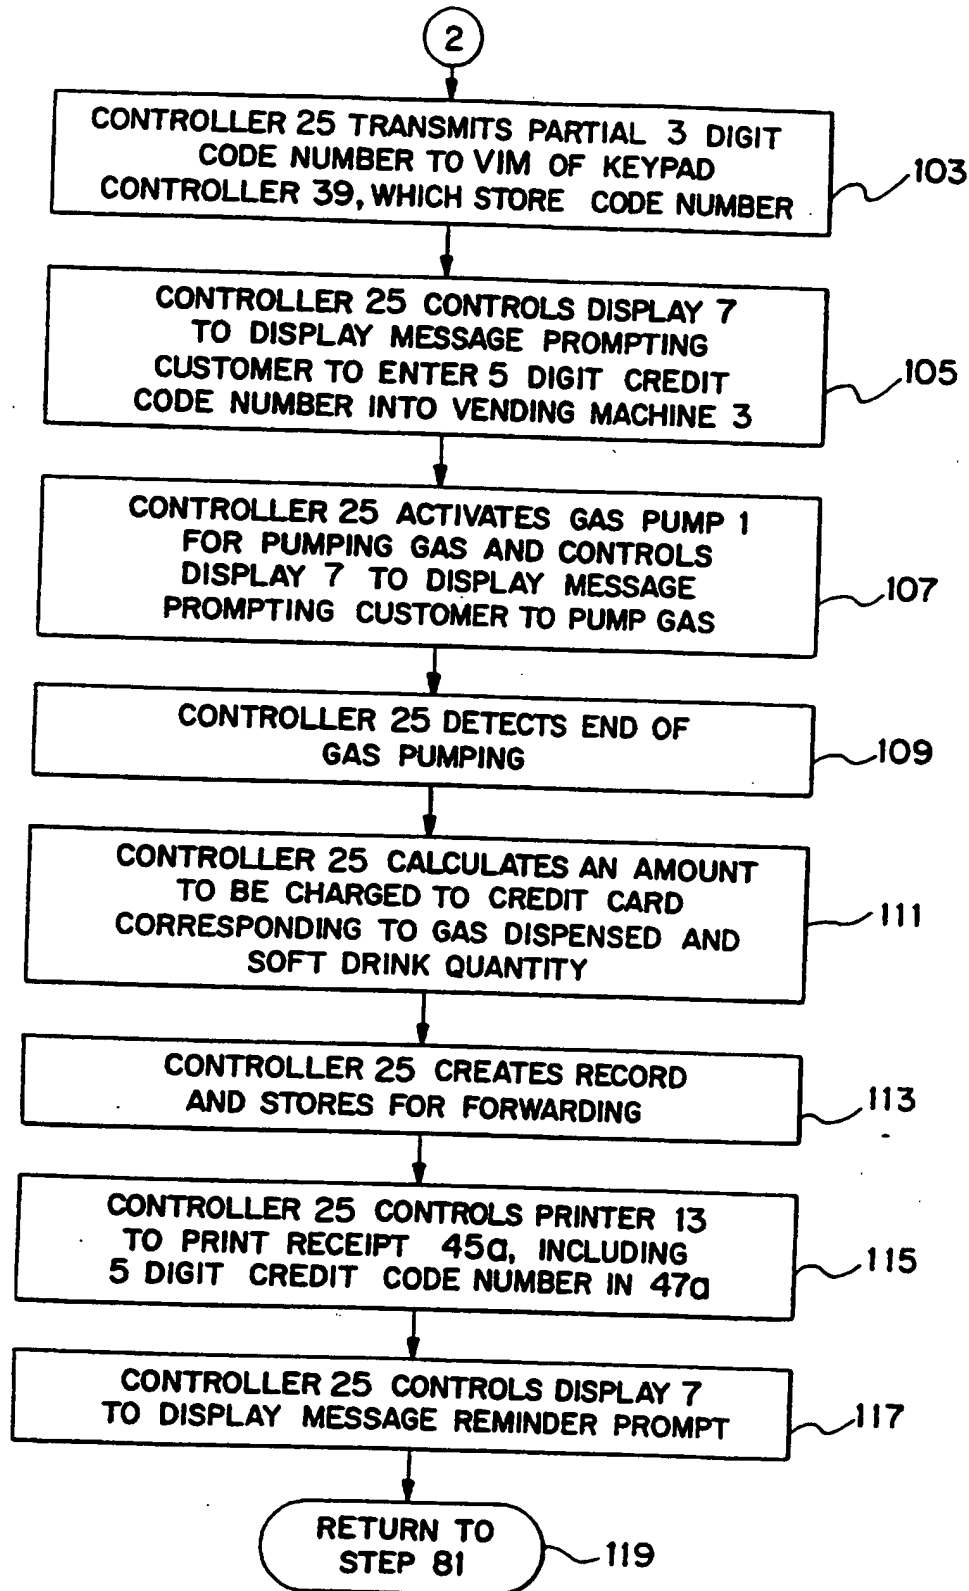 2
CONTROLLER 25 TRANSMITS PARTIAL 3 DIGIT
CODE NUMBER TO VIM OF KEYPAD
CONTROLLER 39, WHICH STORE CODE NUMBER
103
CONTROLLER 25 CONTROLS DISPLAY 7
TO DISPLAY MESSAGE PROMPTING
CUSTOMER TO ENTER 5 DIGIT CREDIT
CODE NUMBER INTO VENDING MACHINE 3
105
CONTROLLER 25 ACTIVATES GAS PUMP 1
FOR PUMPING GAS AND CONTROLS
DISPLAY 7 TO DISPLAY MESSAGE
PROMPTING CUSTOMER TO PUMP GAS
107
CONTROLLER 25 DETECTS END OF
GAS PUMPING
109
CONTROLLER 25 CALCULATES AN AMOUNT
TO BE CHARGED TO CREDIT CARD
CORRESPONDING TO GAS DISPENSED AND
SOFT DRINK QUANTITY
111
CONTROLLER 25 CREATES RECORD
AND STORES FOR FORWARDING
113
CONTROLLER 25 CONTROLS PRINTER 13
TO PRINT RECEIPT 45a, INCLUDING
5 DIGIT CREDIT CODE NUMBER IN 47a
115
CONTROLLER 25 CONTROLS DISPLAY 7
TO DISPLAY MESSAGE REMINDER PROMPT
117
RETURN TO
STEP 81
119